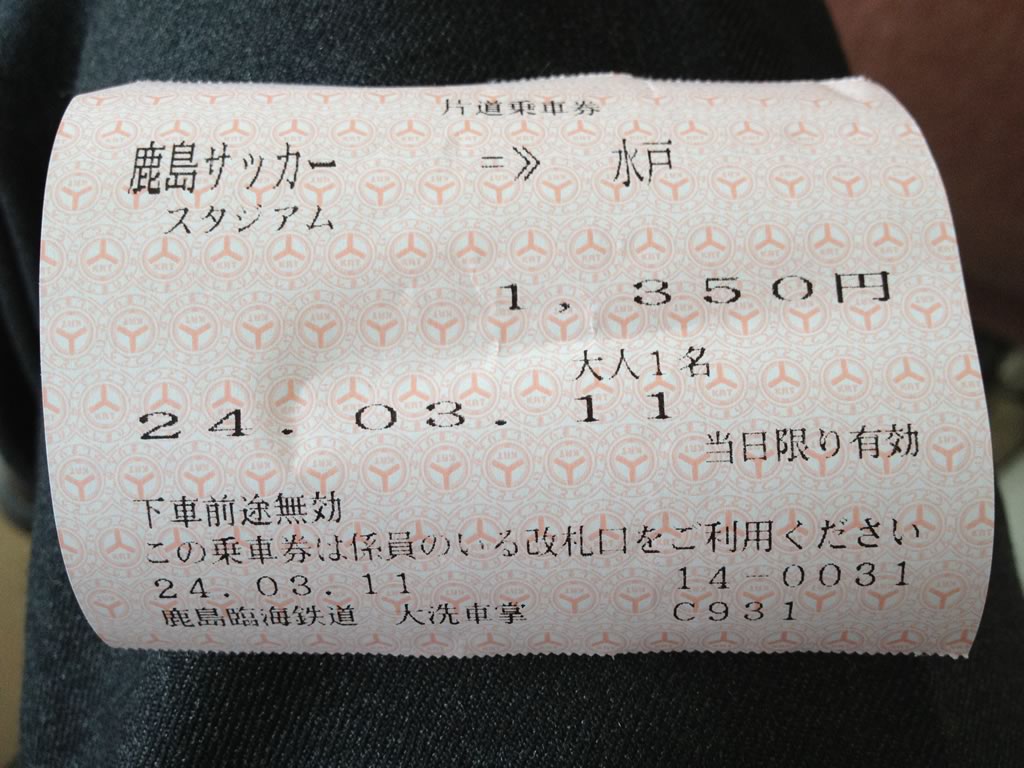 片道乗車券
鹿島サッカー ＝≫ 水戸
スタジアム
1,350円
大人1名
24.03.11
当日限り有効
下車前途無効
この乗車券は係員のいる改札口をご利用ください
24.03.11 14-0031
鹿島臨海鉄道 大洗車掌 C931